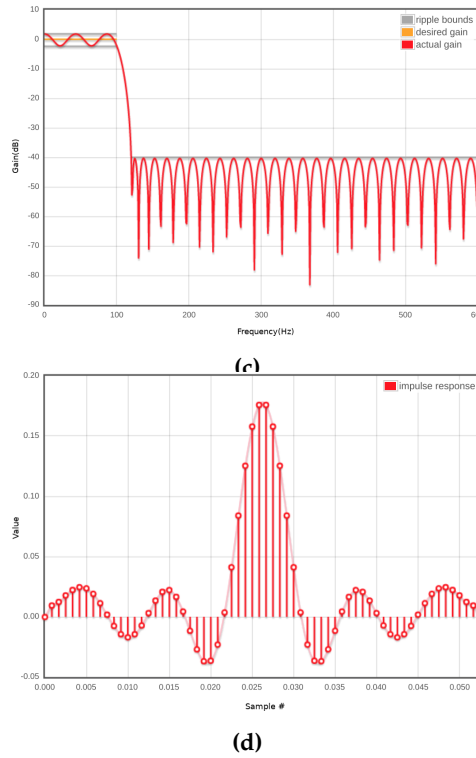 10
0
-10
-20
-30
-40
-50
-60
-70
-80
-90
Gain(dB)
ripple bounds
desired gain
actual gain
0 100 200 300 400 500
Frequency(Hz)
(c)
0.20
0.15
0.10
0.05
0.00
-0.05
Value
impulse response
0.000 0.005 0.010 0.015 0.020 0.025 0.030 0.035 0.040 0.045 0.050
Sample #
(d)